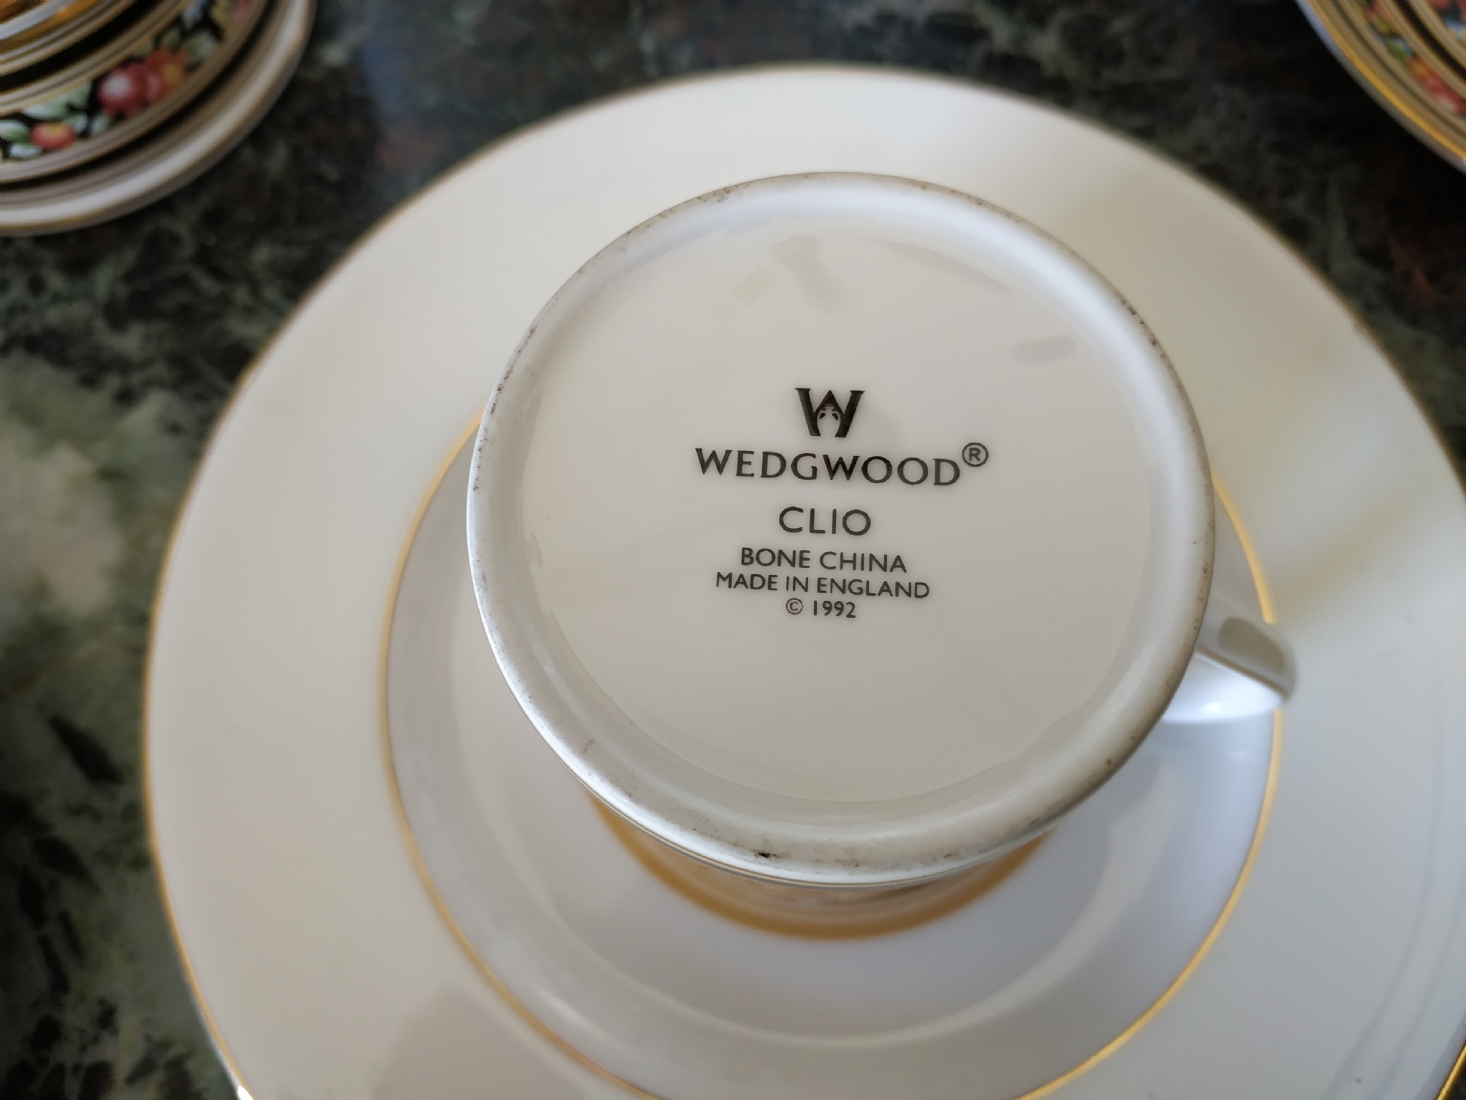 W
WEDGWOOD®
CLIO
BONE CHINA
MADE IN ENGLAND
© 1992